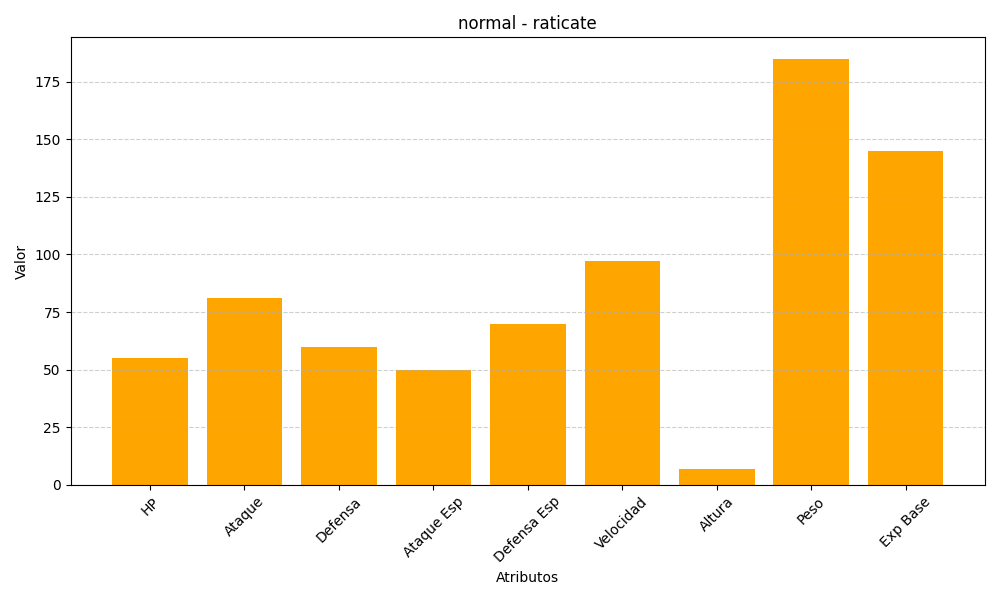 normal - raticate
Valor
175
150
125
100
75
50
25
0
HP
Ataque
Defensa
Ataque Esp
Defensa Esp
Velocidad
Altura
Peso
Exp Base
Atributos